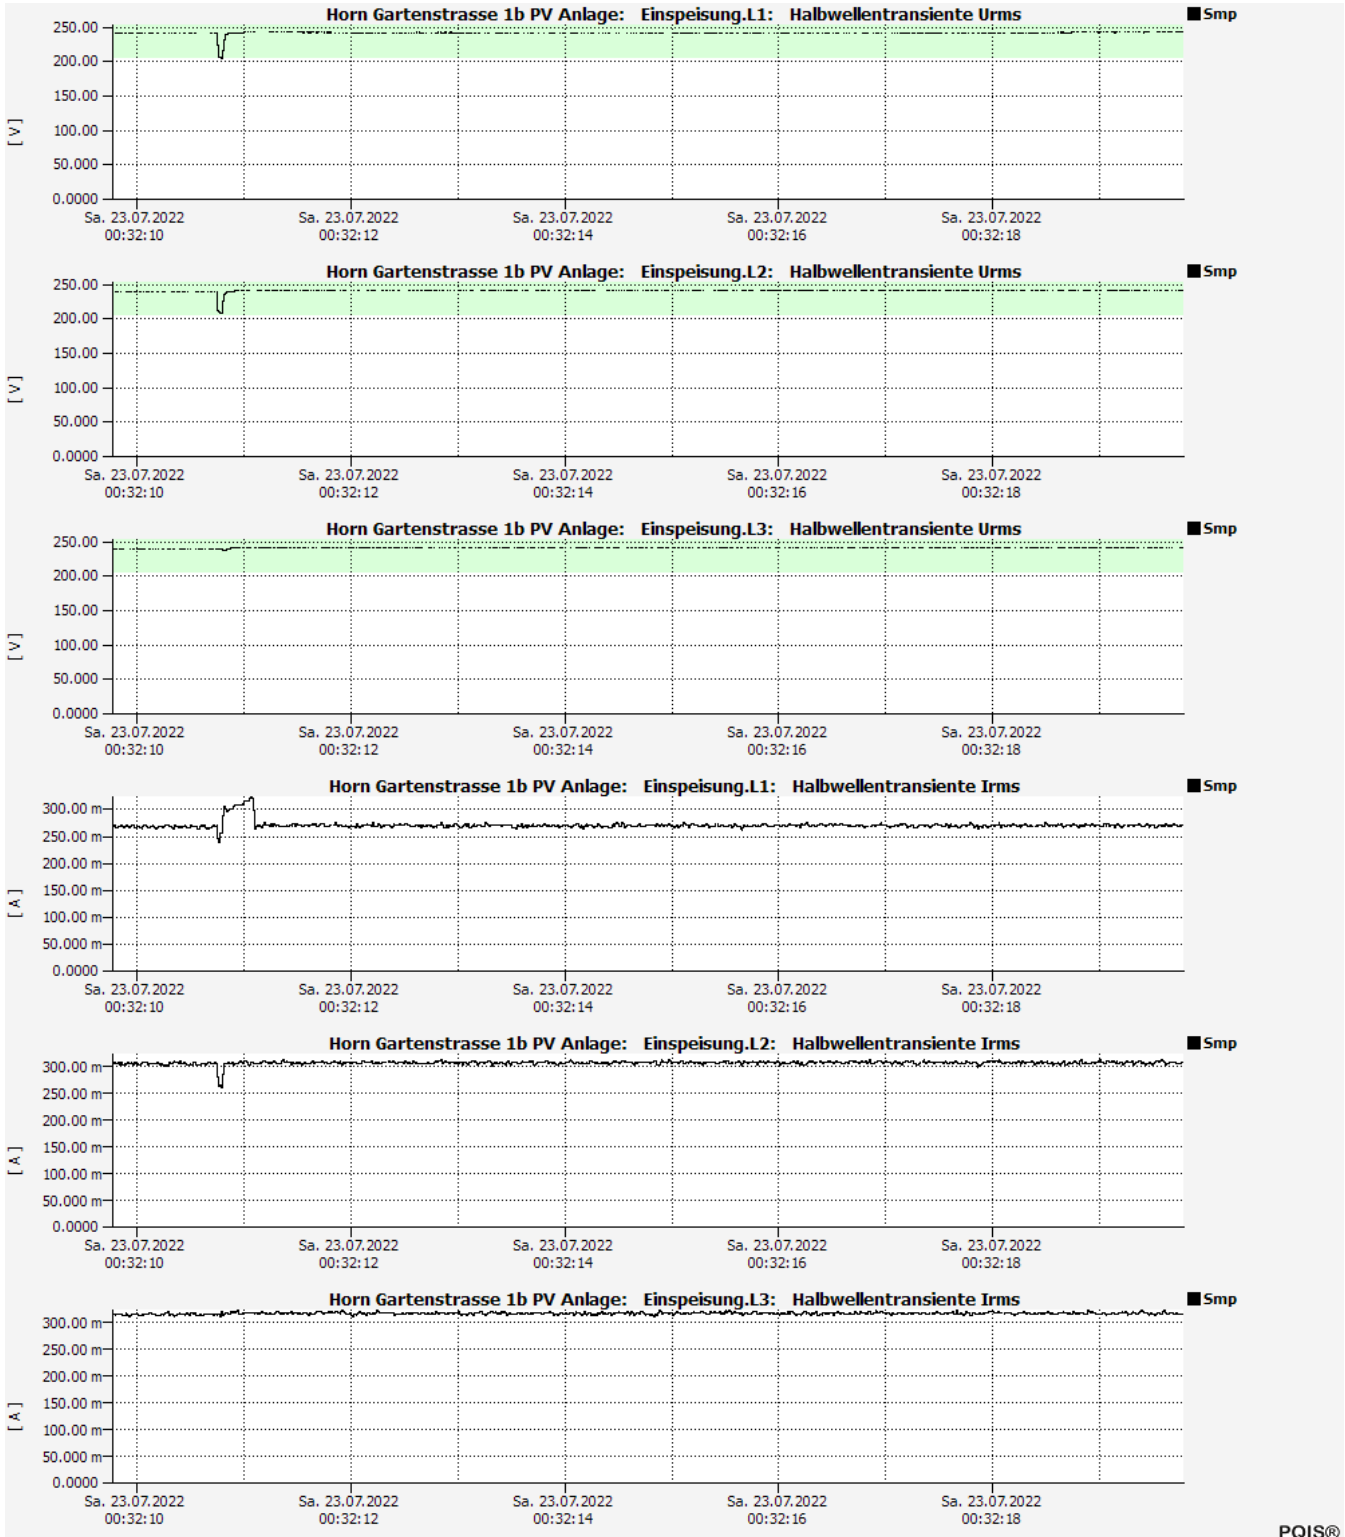 Horn Gartenstrasse 1b PV Anlage: Einspeisung.L1: Halbwellentransiente Urms
Smp
250.00
200.00
150.00
100.00
50.000
0.0000
[ V ]
Sa. 23.07.2022 Sa. 23.07.2022 Sa. 23.07.2022 Sa. 23.07.2022 Sa. 23.07.2022
00:32:10 00:32:12 00:32:14 00:32:16 00:32:18
Horn Gartenstrasse 1b PV Anlage: Einspeisung.L2: Halbwellentransiente Urms
Smp
250.00
200.00
150.00
100.00
50.000
0.0000
[ V ]
Sa. 23.07.2022 Sa. 23.07.2022 Sa. 23.07.2022 Sa. 23.07.2022 Sa. 23.07.2022
00:32:10 00:32:12 00:32:14 00:32:16 00:32:18
Horn Gartenstrasse 1b PV Anlage: Einspeisung.L3: Halbwellentransiente Urms
Smp
250.00
200.00
150.00
100.00
50.000
0.0000
[ V ]
Sa. 23.07.2022 Sa. 23.07.2022 Sa. 23.07.2022 Sa. 23.07.2022 Sa. 23.07.2022
00:32:10 00:32:12 00:32:14 00:32:16 00:32:18
Horn Gartenstrasse 1b PV Anlage: Einspeisung.L1: Halbwellentransiente Irms
Smp
300.00 m
250.00 m
200.00 m
150.00 m
100.00 m
50.000 m
0.0000
[ A ]
Sa. 23.07.2022 Sa. 23.07.2022 Sa. 23.07.2022 Sa. 23.07.2022 Sa. 23.07.2022
00:32:10 00:32:12 00:32:14 00:32:16 00:32:18
Horn Gartenstrasse 1b PV Anlage: Einspeisung.L2: Halbwellentransiente Irms
Smp
300.00 m
250.00 m
200.00 m
150.00 m
100.00 m
50.000 m
0.0000
[ A ]
Sa. 23.07.2022 Sa. 23.07.2022 Sa. 23.07.2022 Sa. 23.07.2022 Sa. 23.07.2022
00:32:10 00:32:12 00:32:14 00:32:16 00:32:18
Horn Gartenstrasse 1b PV Anlage: Einspeisung.L3: Halbwellentransiente Irms
Smp
300.00 m
250.00 m
200.00 m
150.00 m
100.00 m
50.000 m
0.0000
[ A ]
Sa. 23.07.2022 Sa. 23.07.2022 Sa. 23.07.2022 Sa. 23.07.2022 Sa. 23.07.2022
00:32:10 00:32:12 00:32:14 00:32:16 00:32:18
PQIS®